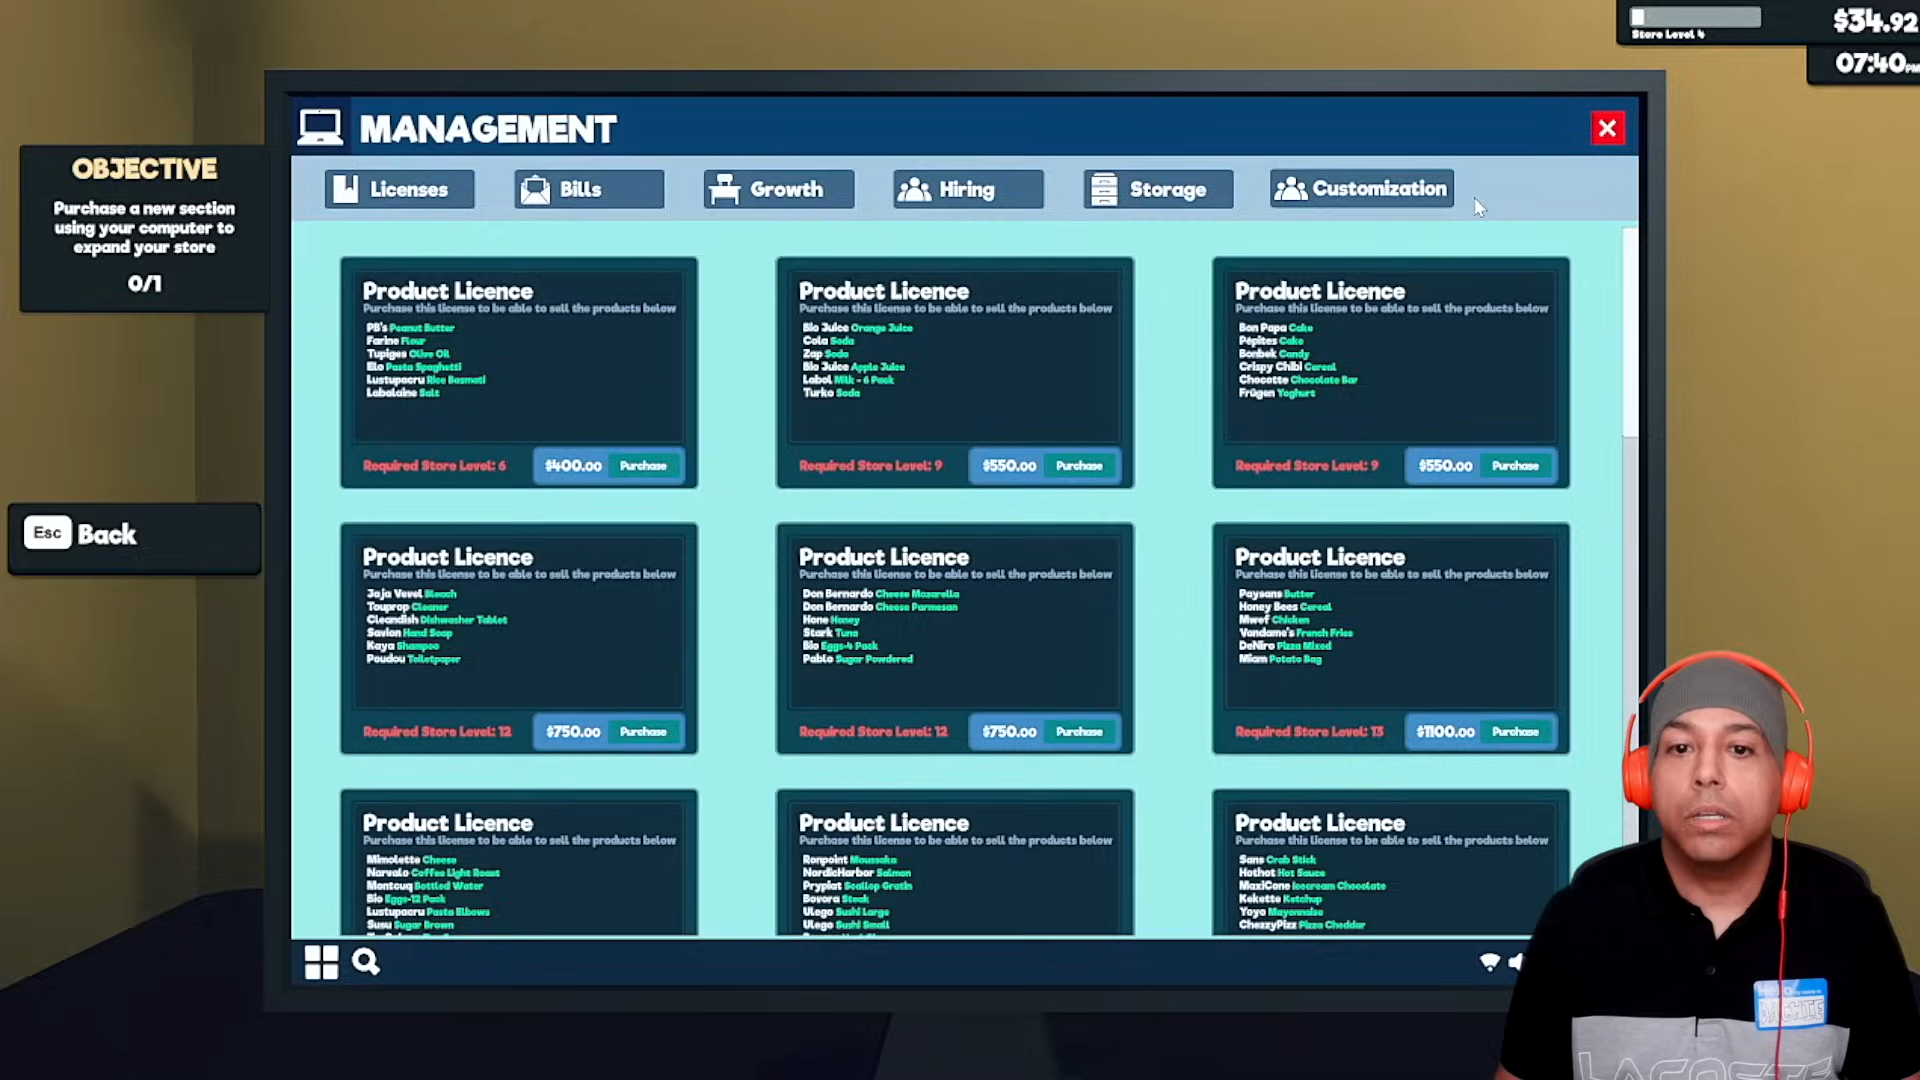 $34.92
Store Level 4
07:40PM
MANAGEMENT
OBJECTIVE
Purchase a new section
using your computer to
expand your store
0/1
Esc Back
Licenses
Bills
Growth
Hiring
Storage
Customization
Product Licence
Purchase this license to be able to sell the products below
PB's Peanut Butter
Farine Flour
Tupiges Olive Oil
Elo Pasta Spaghetti
Lustupacru Rice Basmati
Labalaine Salt
Required Store Level: 6
$400.00
Purchase
Product Licence
Purchase this license to be able to sell the products below
Bio Juice Orange Juice
Cola Soda
Zap Soda
Bio Juice Apple Juice
Labol Milk - 6 Pack
Turko Soda
Required Store Level: 9
$550.00
Purchase
Product Licence
Purchase this license to be able to sell the products below
Bon Papa Cake
Pépites Cake
Bonbek Candy
Crispy Chibi Cereal
Chocotte Chocolate Bar
Frügen Yoghurt
Required Store Level: 9
$550.00
Purchase
Product Licence
Purchase this license to be able to sell the products below
Jaja Vevel Bleach
Touprop Cleaner
Cleandish Dishwasher Tablet
Savion Hand Soap
Kaya Shampoo
Poudou Toiletpaper
Required Store Level: 12
$750.00
Purchase
Product Licence
Purchase this license to be able to sell the products below
Don Bernardo Cheese Mozarella
Don Bernardo Cheese Parmesan
Hone Honey
Stark Tuna
Bio Eggs-4 Pack
Pablo Sugar Powdered
Required Store Level: 12
$750.00
Purchase
Product Licence
Purchase this license to be able to sell the products below
Paysans Butter
Honey Bees Cereal
Mwef Chicken
Vandame's French Fries
DeNiro Pizza Mixed
Miam Potato Bag
Required Store Level: 13
$1100.00
Purchase
Product Licence
Purchase this license to be able to sell the products below
Mimolette Cheese
Narvalo Coffee Light Roast
Montcuq Bottled Water
Bio Eggs-12 Pack
Lustupacru Pasta Elbows
Susu Sugar Brown
Product Licence
Purchase this license to be able to sell the products below
Ronpoint Moussaka
NordicHarbor Salmon
Prypiat Scallop Gratin
Bovora Steak
Ulego Sushi Large
Ulego Sushi Small
Product Licence
Purchase this license to be able to sell the products below
Sans Crab Stick
Hothot Hot Sauce
MaxiCone Icecream Chocolate
Kekette Ketchup
Yoyo Mayonnaise
ChezzyPizz Pizza Cheddar
LACOSTE